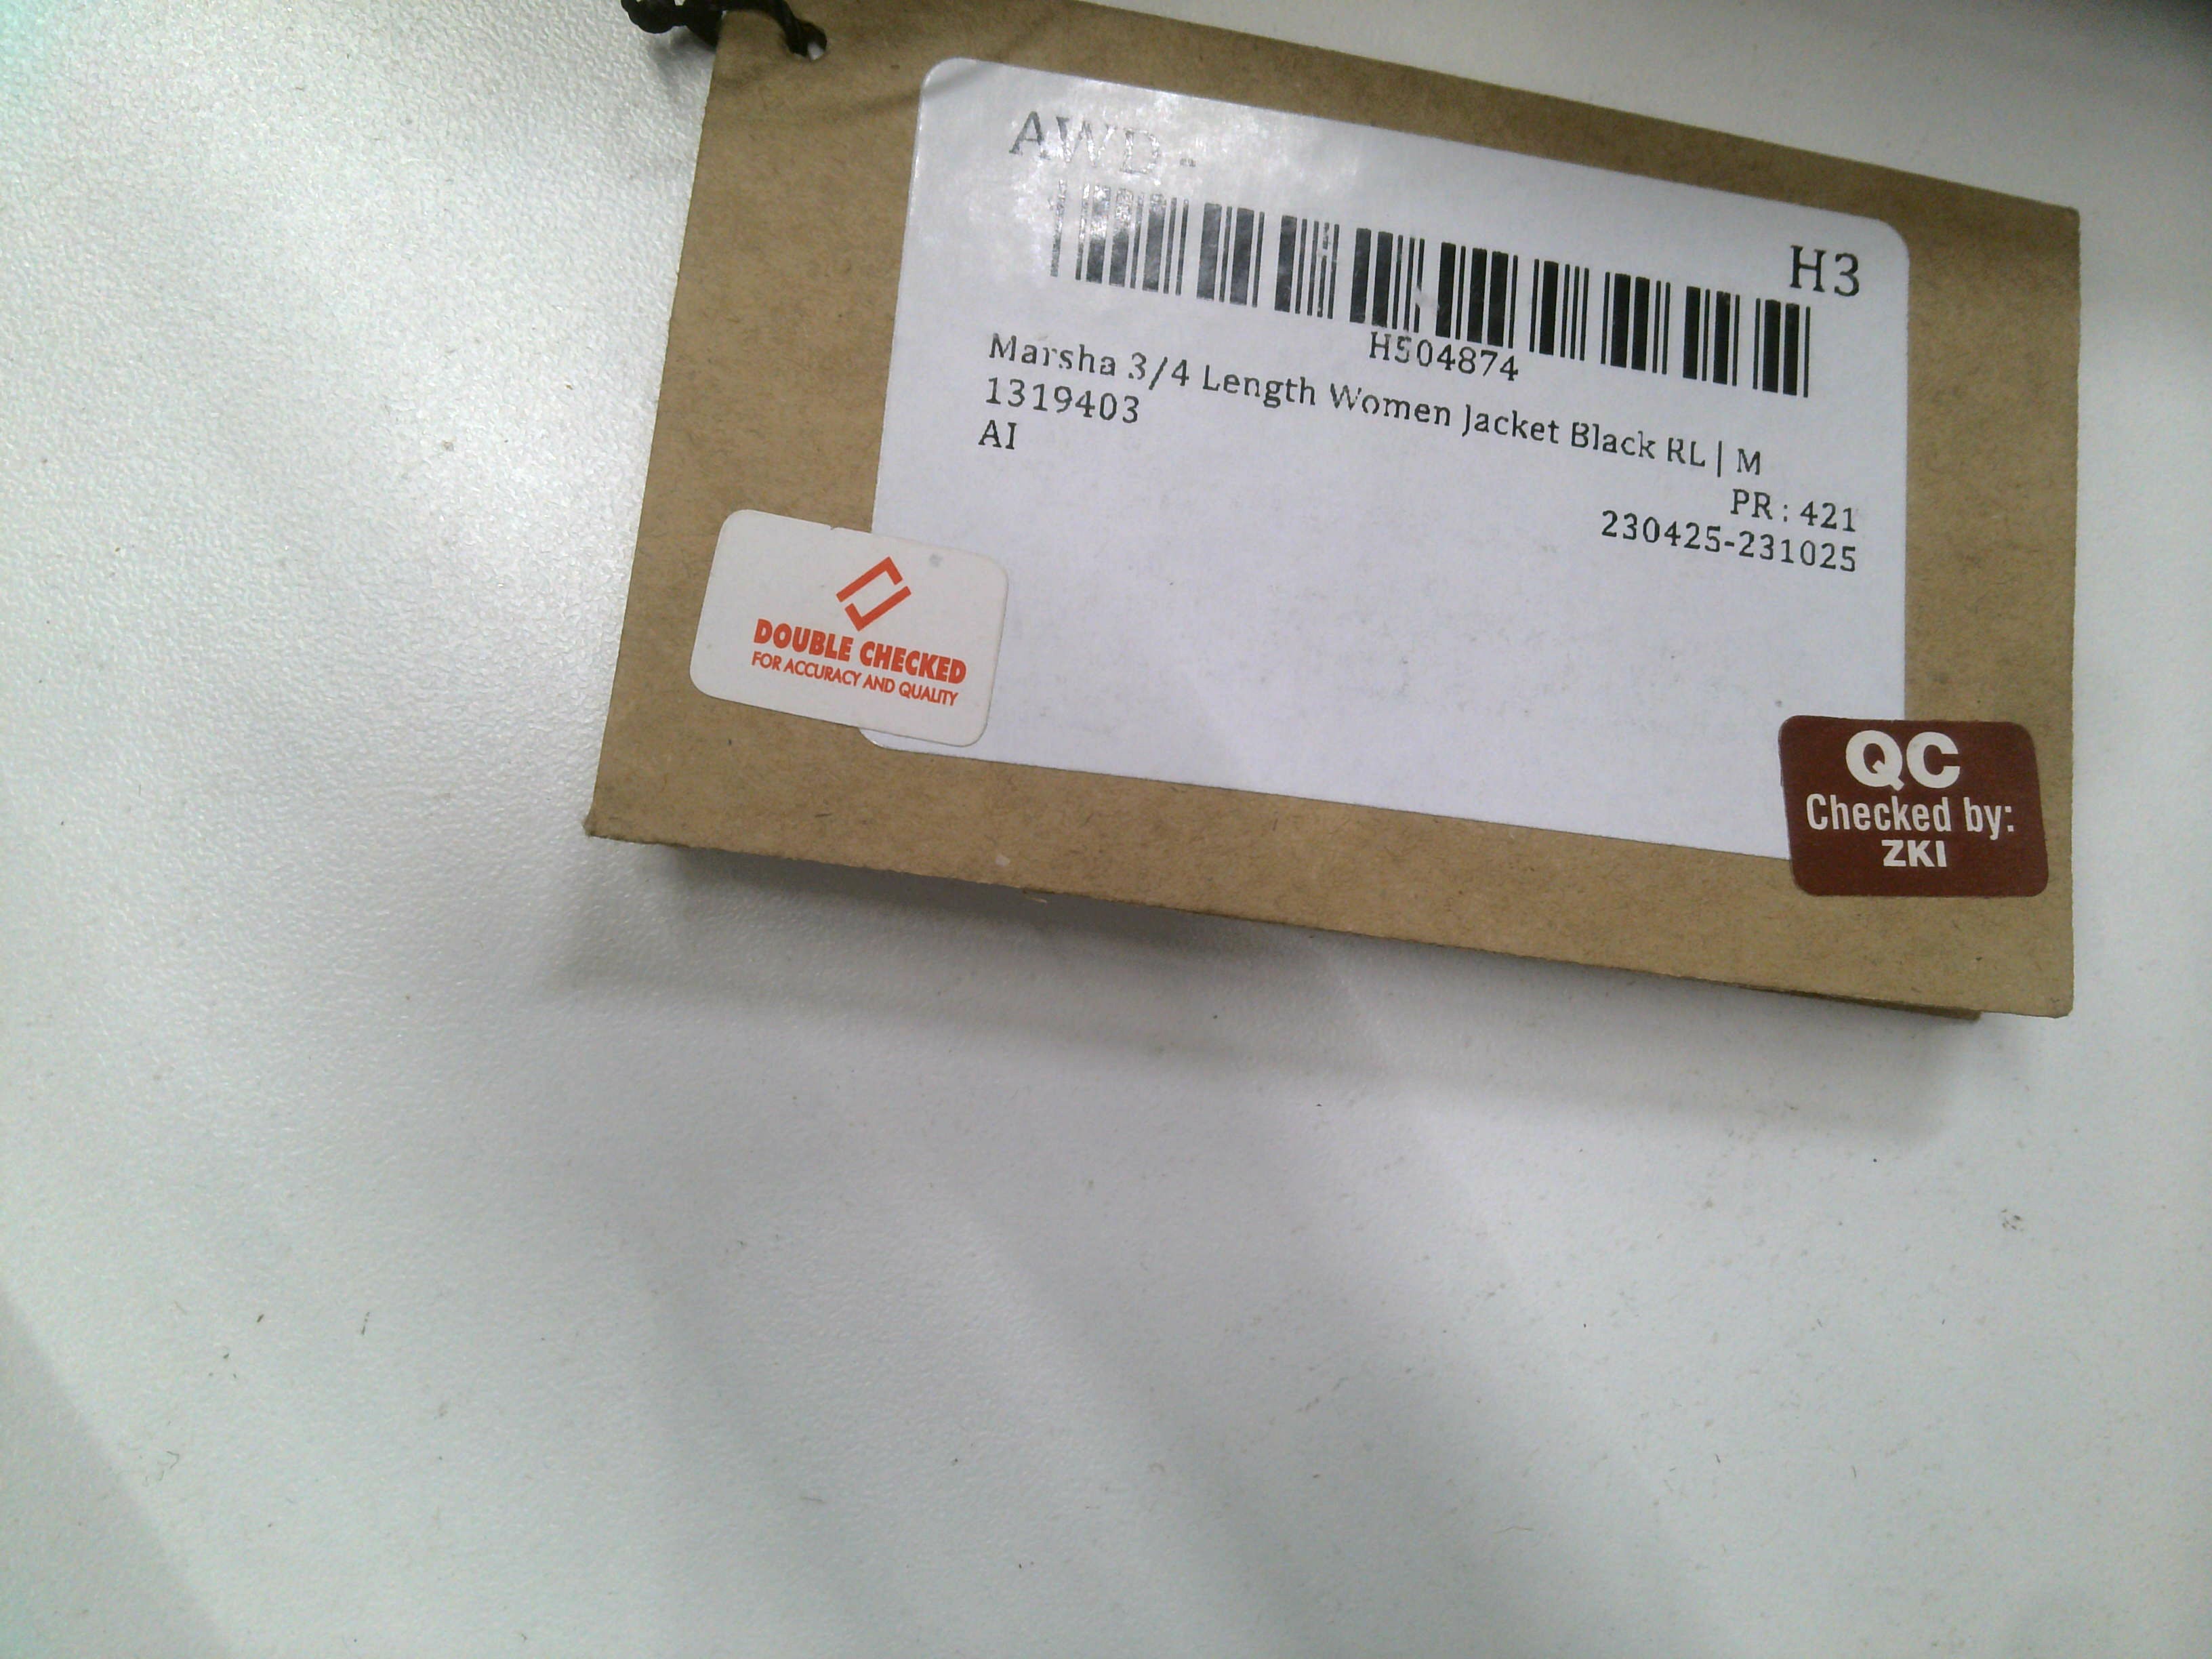 AWD-
H3
H504874
Marsha 3/4 Length Women Jacket Black RL | M
1319403
AI
PR : 421
230425-231025
DOUBLE CHECKED
FOR ACCURACY AND QUALITY
QC
Checked by:
ZKI